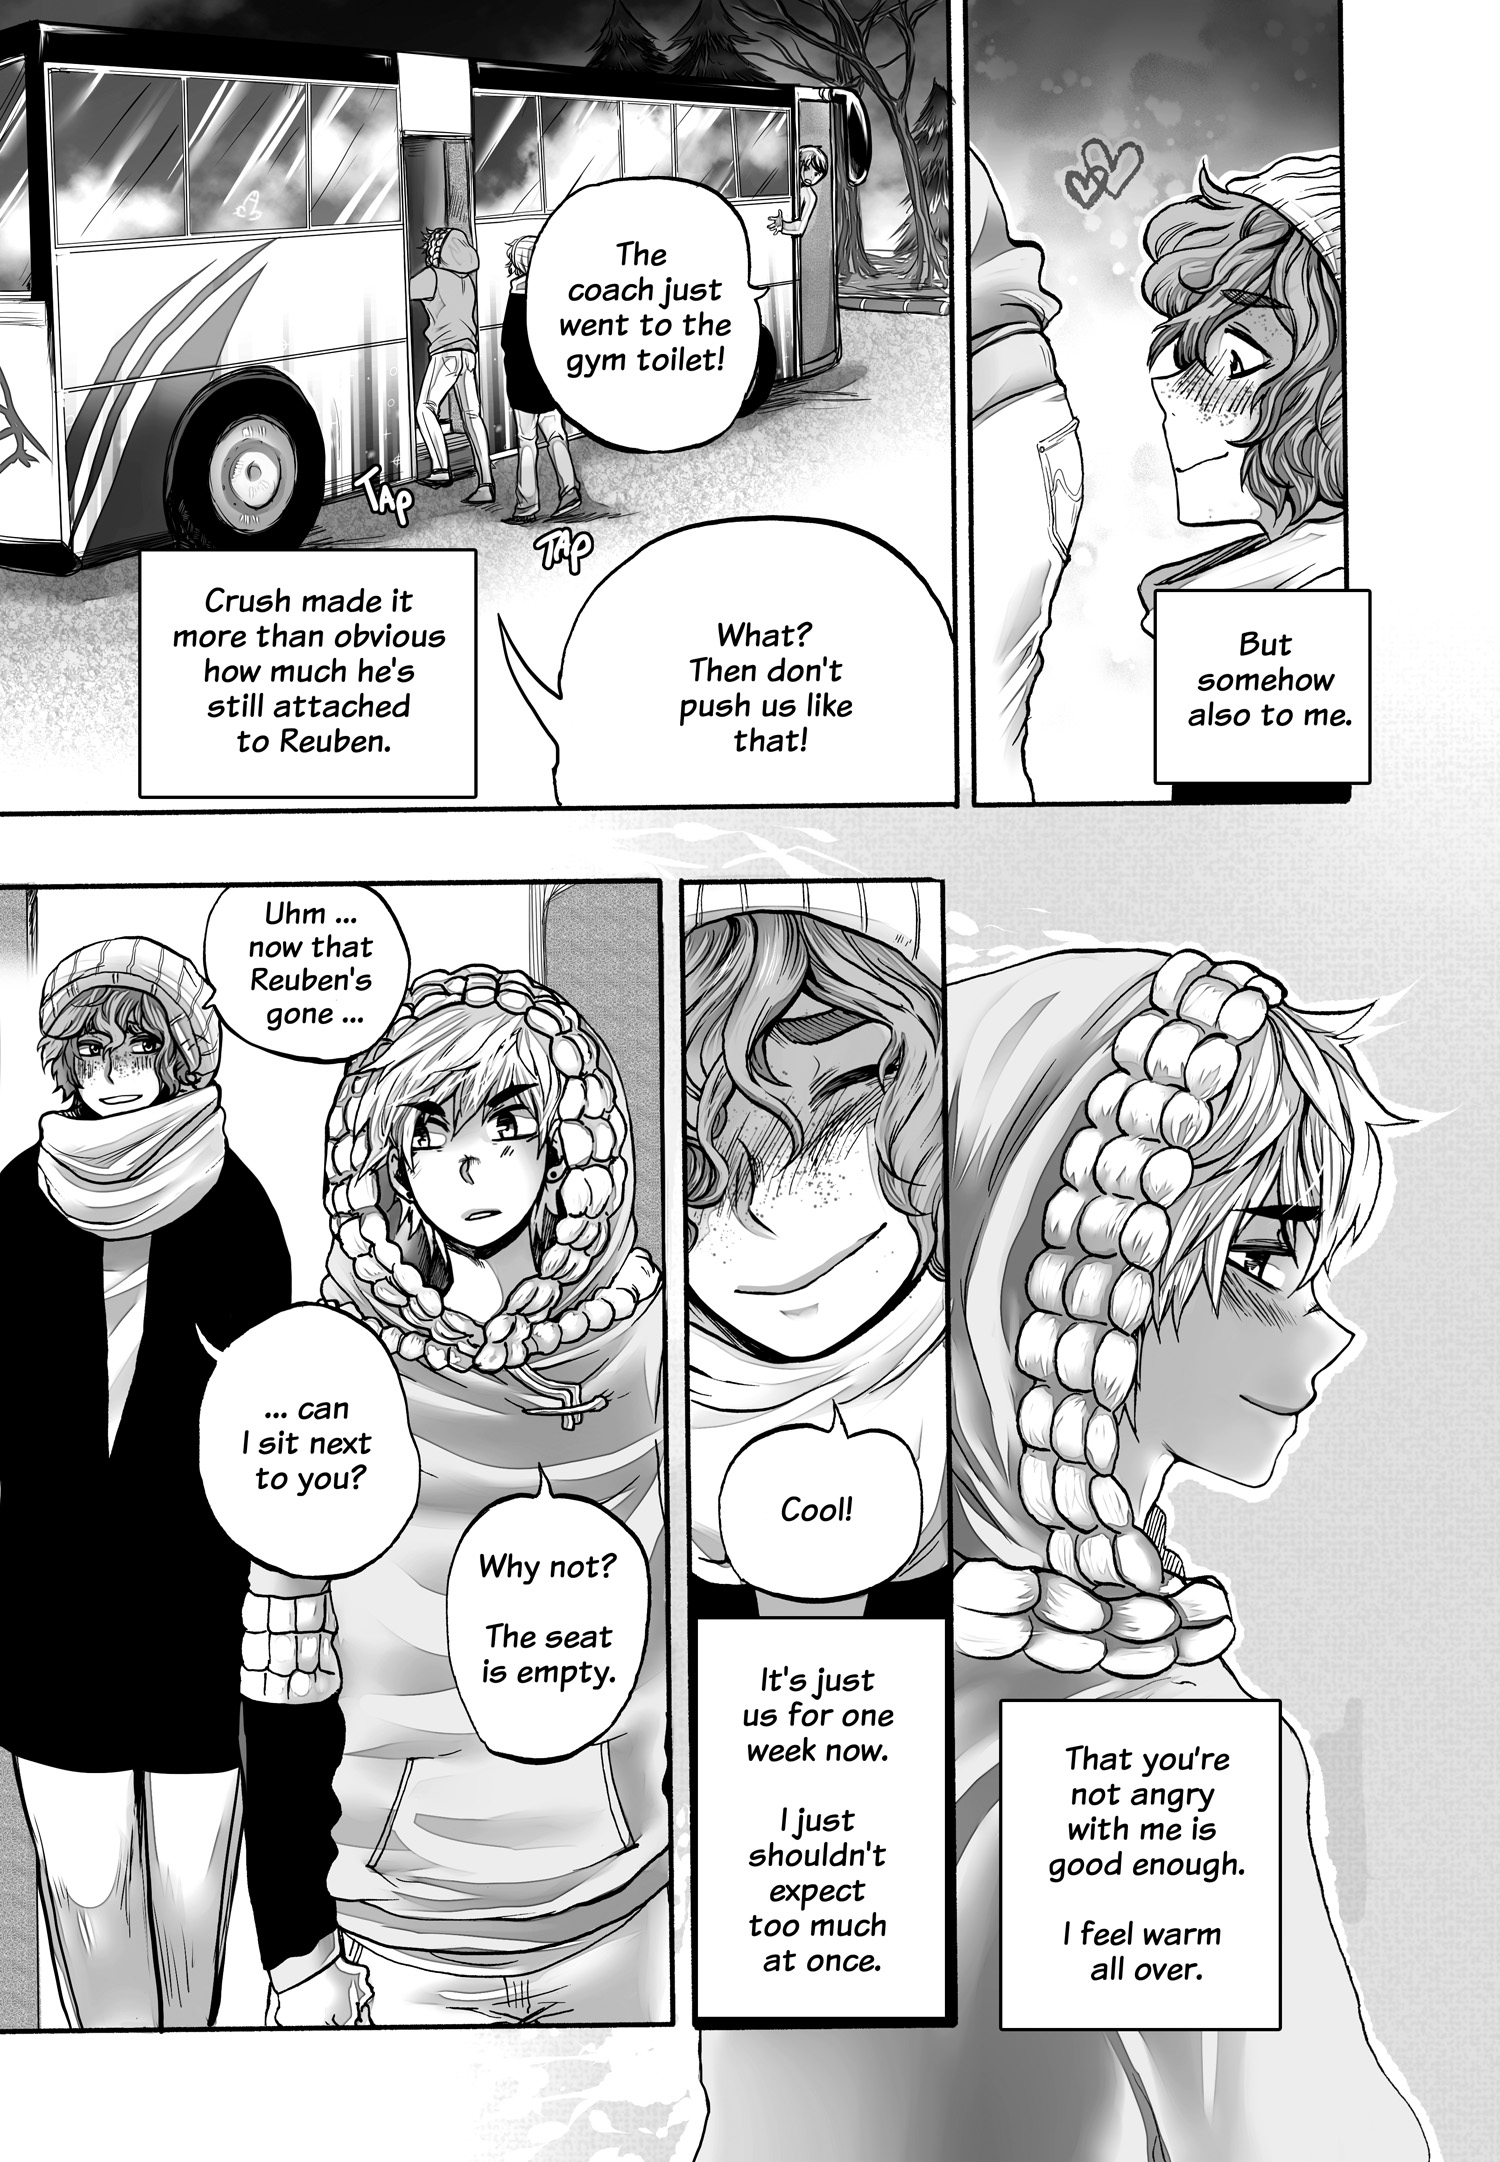 The
coach just
went to the
gym toilet!
TAP
TAP
Crush made it
more than obvious
how much he's
still attached
to Reuben.
What?
Then don't
push us like
that!
But
somehow
also to me.
Uhm ...
now that
Reuben's
gone ...
... can
I sit next
to you?
Why not?
The seat
is empty.
Cool!
It's just
us for one
week now.
I just
shouldn't
expect
too much
at once.
That you're
not angry
with me is
good enough.
I feel warm
all over.